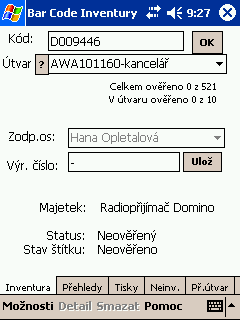 Bar Code Inventury 9:27
Kód: D009446 OK
Útvar ? AWA101160-kancelář
Celkem ověřeno 0 z 521
V útvaru ověřeno 0 z 10
Zodp.os: Hana Opletalová
Výr. číslo: - Ulož
Majetek: Radiopřijímač Domino
Status: Neověřený
Stav štítku: Neověřeno
Inventura Přehledy Tisky Neinv. Př.útvar
Možnosti Detail Smazat Pomoc